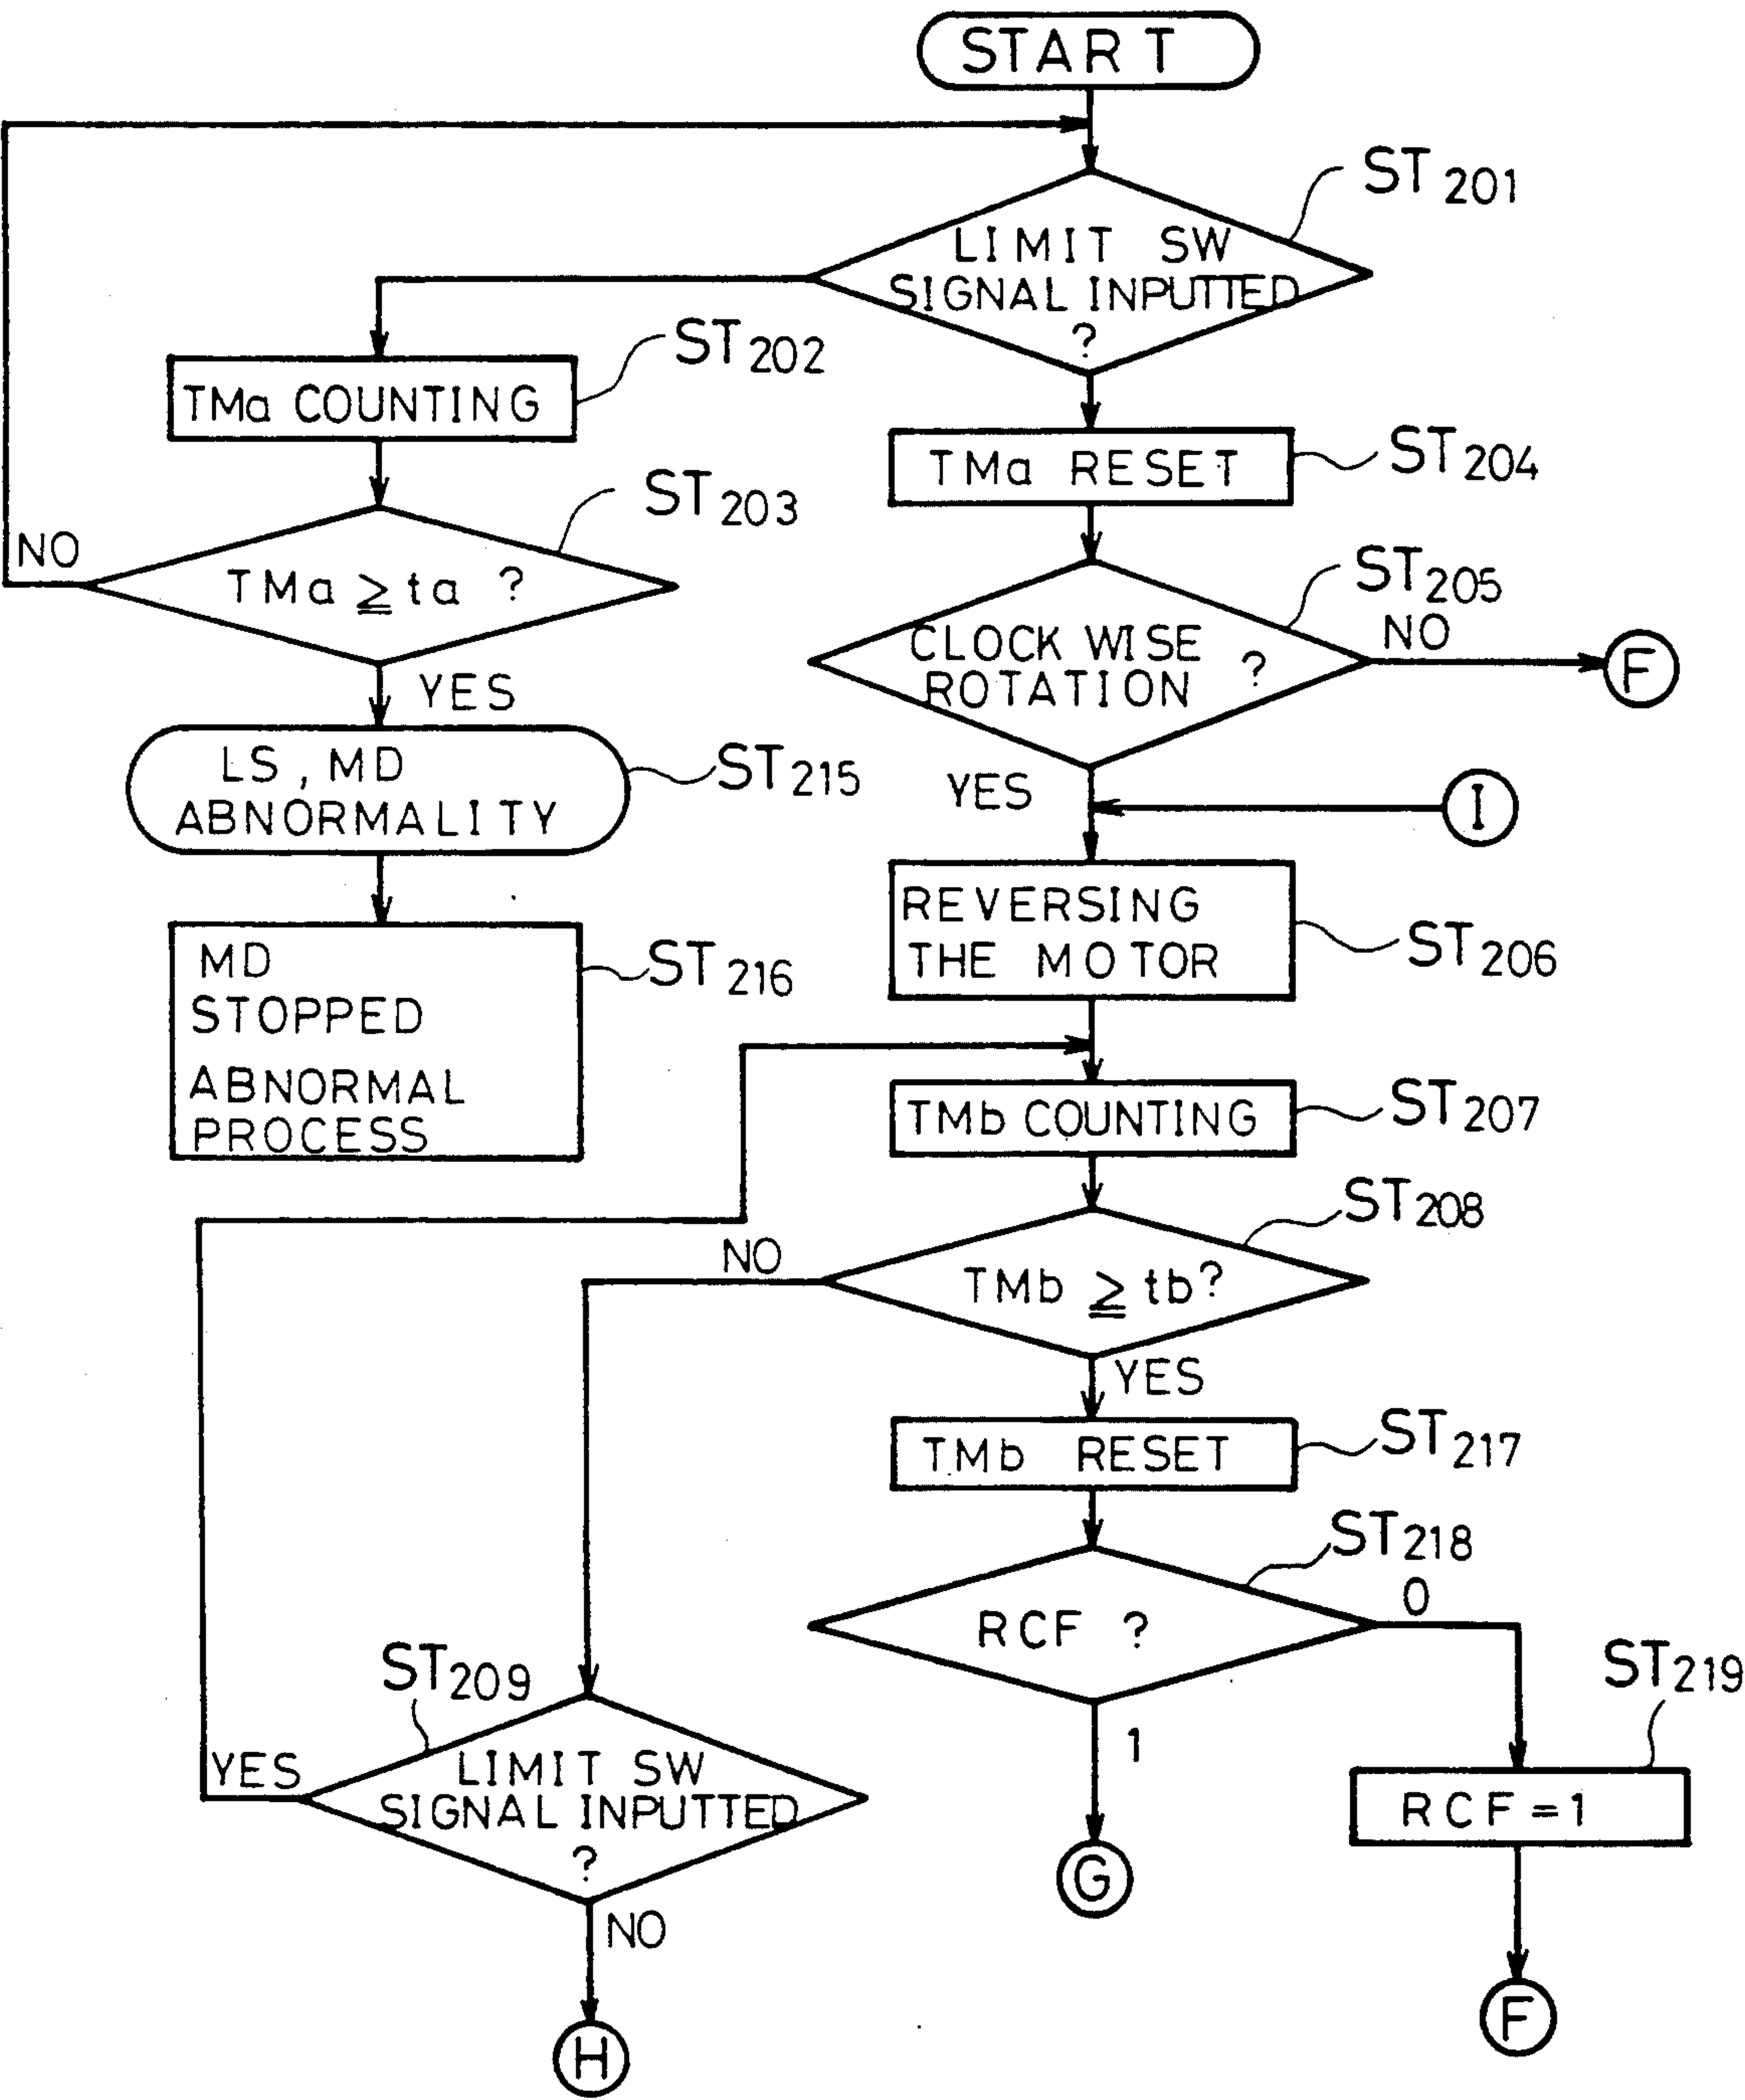 START
ST201
LIMIT SW
SIGNAL INPUTTED
?
ST202
TMa COUNTING
ST204
TMa RESET
ST203
NO
TMa ≧ ta ?
YES
ST205
NO
CLOCK WISE
ROTATION ?
F
YES
I
LS, MD
ABNORMALITY
ST215
REVERSING
THE MOTOR
ST206
MD
STOPPED
ABNORMAL
PROCESS
ST216
TMb COUNTING
ST207
ST208
NO
TMb ≧ tb?
YES
TMb RESET
ST217
ST218
0
RCF ?
1
ST219
RCF=1
ST209
YES
LIMIT SW
SIGNAL INPUTTED
?
NO
G
F
H